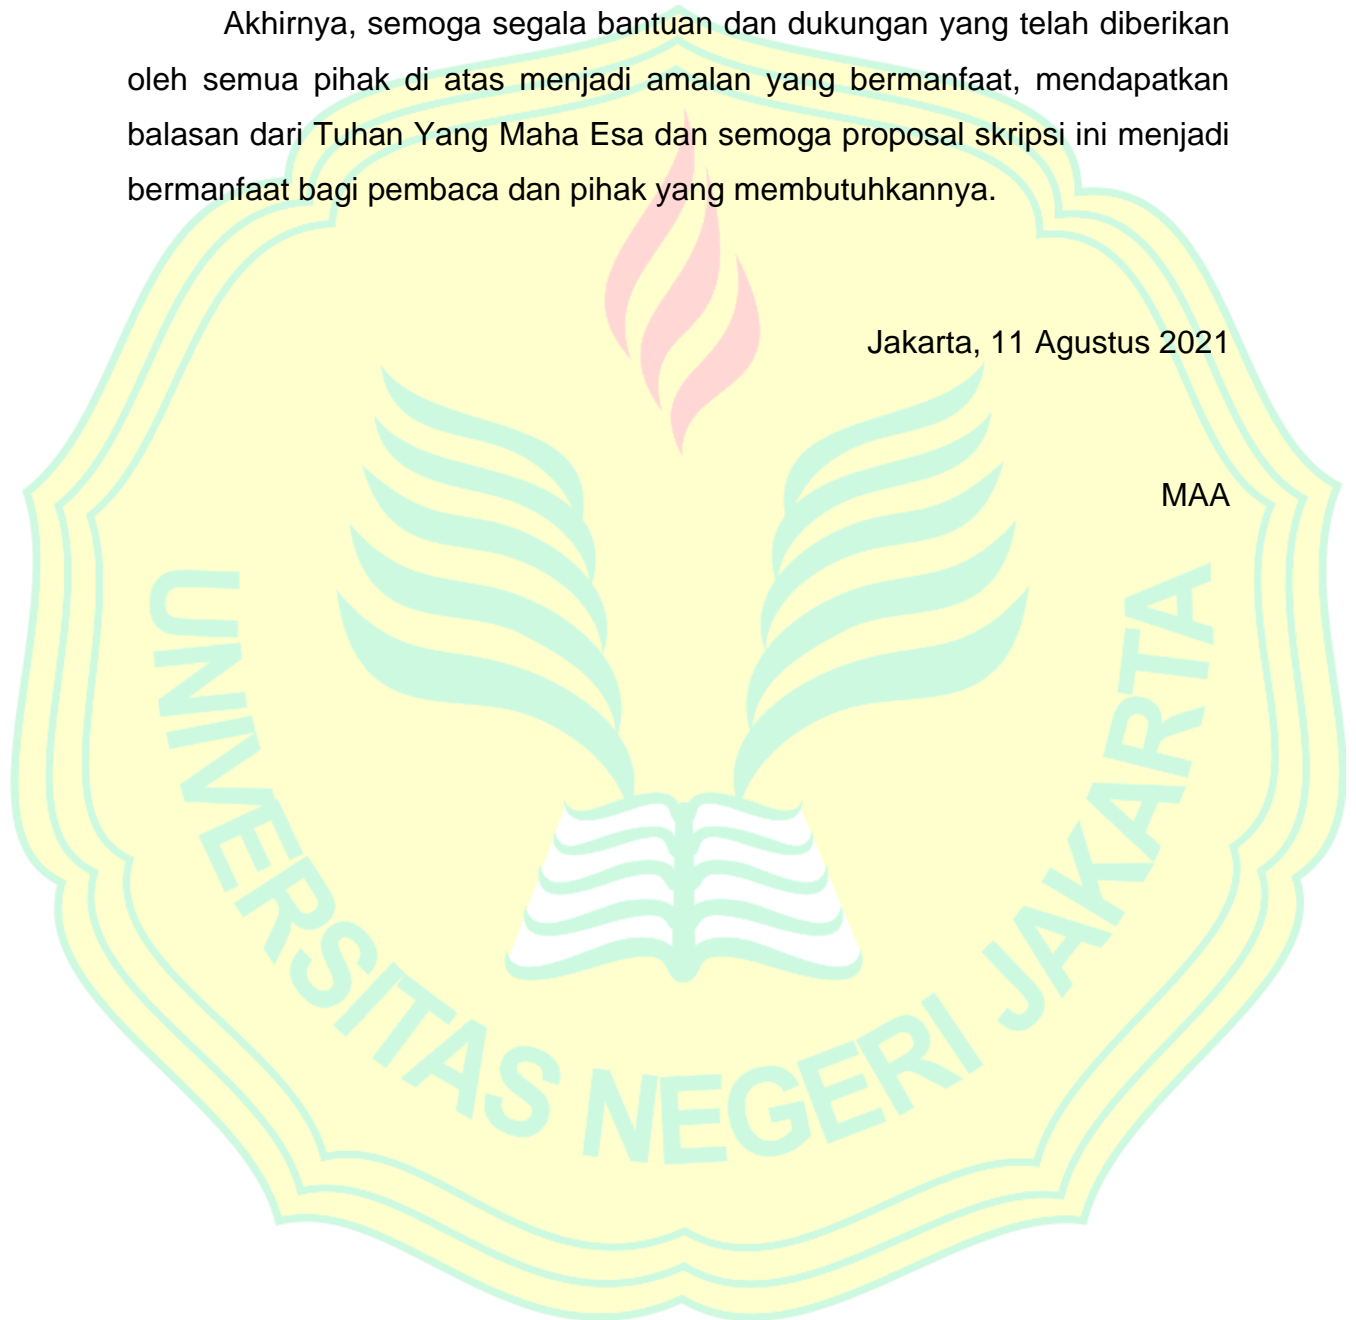 Akhirnya, semoga segala bantuan dan dukungan yang telah diberikan
oleh semua pihak di atas menjadi amalan yang bermanfaat, mendapatkan
balasan dari Tuhan Yang Maha Esa dan semoga proposal skripsi ini menjadi
bermanfaat bagi pembaca dan pihak yang membutuhkannya.
Jakarta, 11 Agustus 2021
MAA
UNIVERSITAS NEGERI JAKARTA